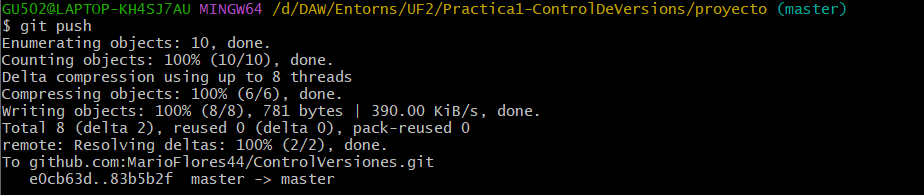 GU502@LAPTOP-KH4SJ7AU MINGW64 /d/DAW/Entorns/UF2/Practica1-ControlDeVersions/proyecto (master)
$ git push
Enumerating objects: 10, done.
Counting objects: 100% (10/10), done.
Delta compression using up to 8 threads
Compressing objects: 100% (6/6), done.
Writing objects: 100% (8/8), 781 bytes | 390.00 KiB/s, done.
Total 8 (delta 2), reused 0 (delta 0), pack-reused 0
remote: Resolving deltas: 100% (2/2), done.
To github.com:MarioFlores44/ControlVersiones.git
   e0cb63d..83b5b2f  master -> master